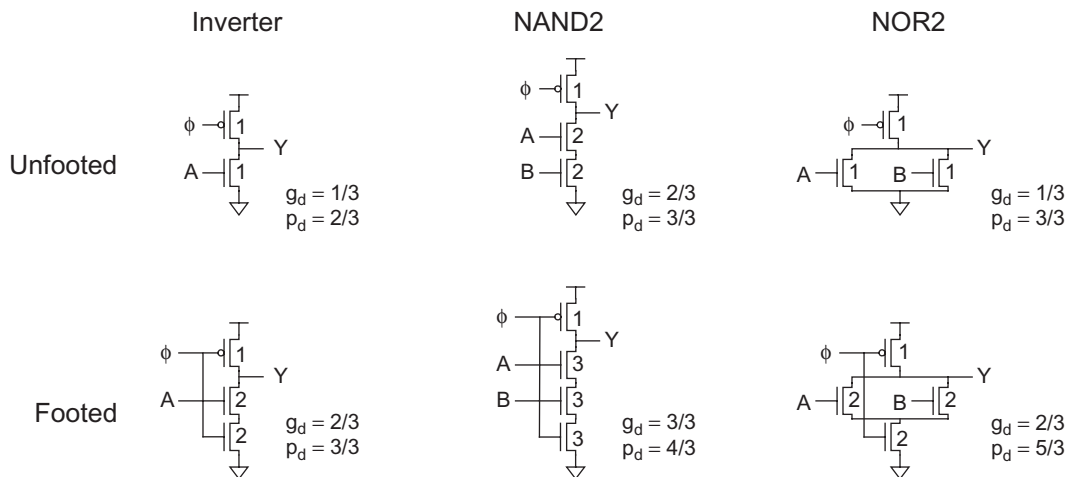 Inverter NAND2 NOR2
Unfooted
ϕ 1 Y
A 1
g_d = 1/3
p_d = 2/3
ϕ 1 Y
A 2
B 2
g_d = 2/3
p_d = 3/3
ϕ 1 Y
A 1 B 1
g_d = 1/3
p_d = 3/3
Footed
ϕ 1 Y
A 2
2
g_d = 2/3
p_d = 3/3
ϕ 1 Y
A 3
B 3
3
g_d = 3/3
p_d = 4/3
ϕ 1 Y
A 2 B 2
2
g_d = 2/3
p_d = 5/3